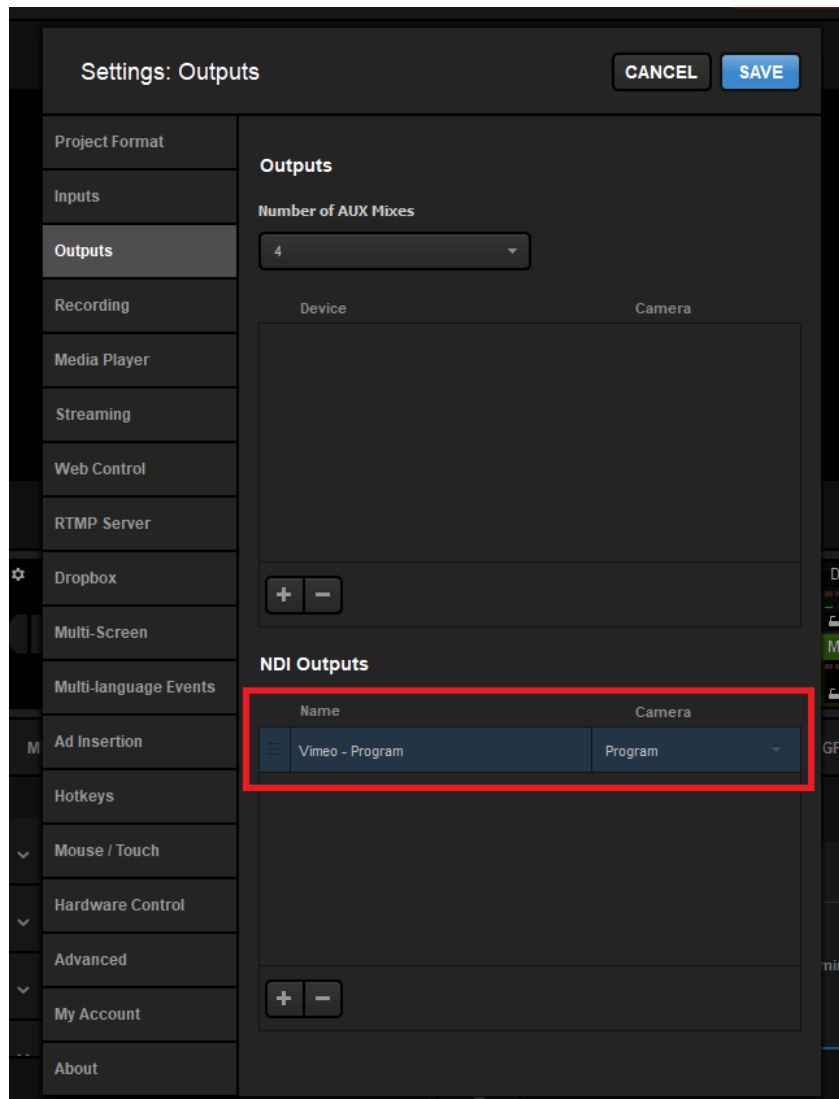 Settings: Outputs
CANCEL
SAVE
Project Format
Inputs
Outputs
Recording
Media Player
Streaming
Web Control
RTMP Server
Dropbox
Multi-Screen
Multi-language Events
Ad Insertion
Hotkeys
Mouse / Touch
Hardware Control
Advanced
My Account
About
Outputs
Number of AUX Mixes
4
Device Camera
+ −
NDI Outputs
Name Camera
Vimeo - Program Program
+ −